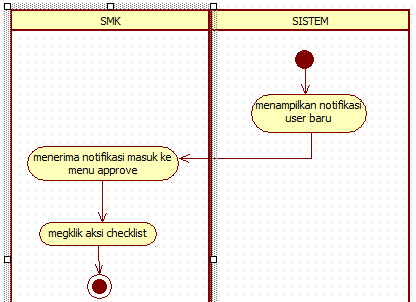 SMK
SISTEM
menampilkan notifikasi
user baru
menerima notifikasi masuk ke
menu approve
megklik aksi checklist